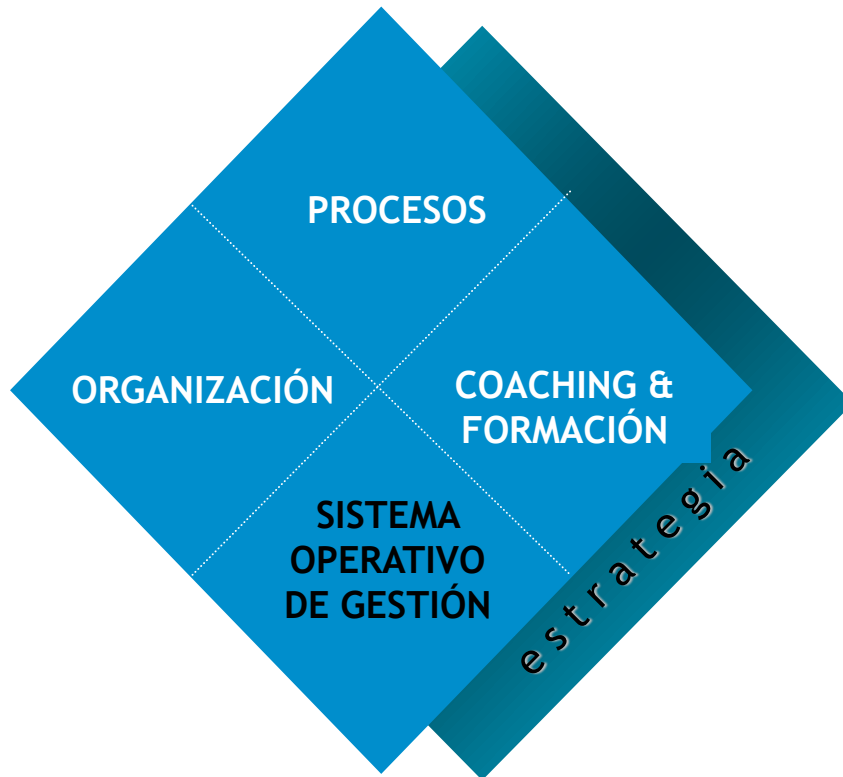 PROCESOS
ORGANIZACIÓN
COACHING &
FORMACIÓN
SISTEMA
OPERATIVO
DE GESTIÓN
estrategia